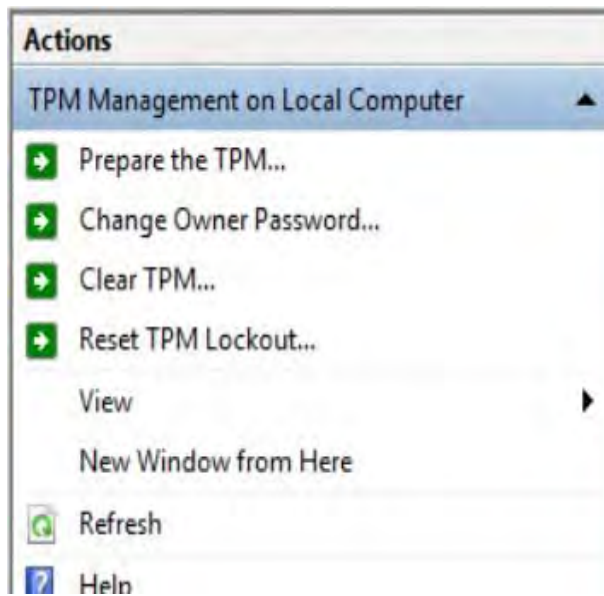 Actions
TPM Management on Local Computer
Prepare the TPM...
Change Owner Password...
Clear TPM...
Reset TPM Lockout...
View
New Window from Here
Refresh
Help